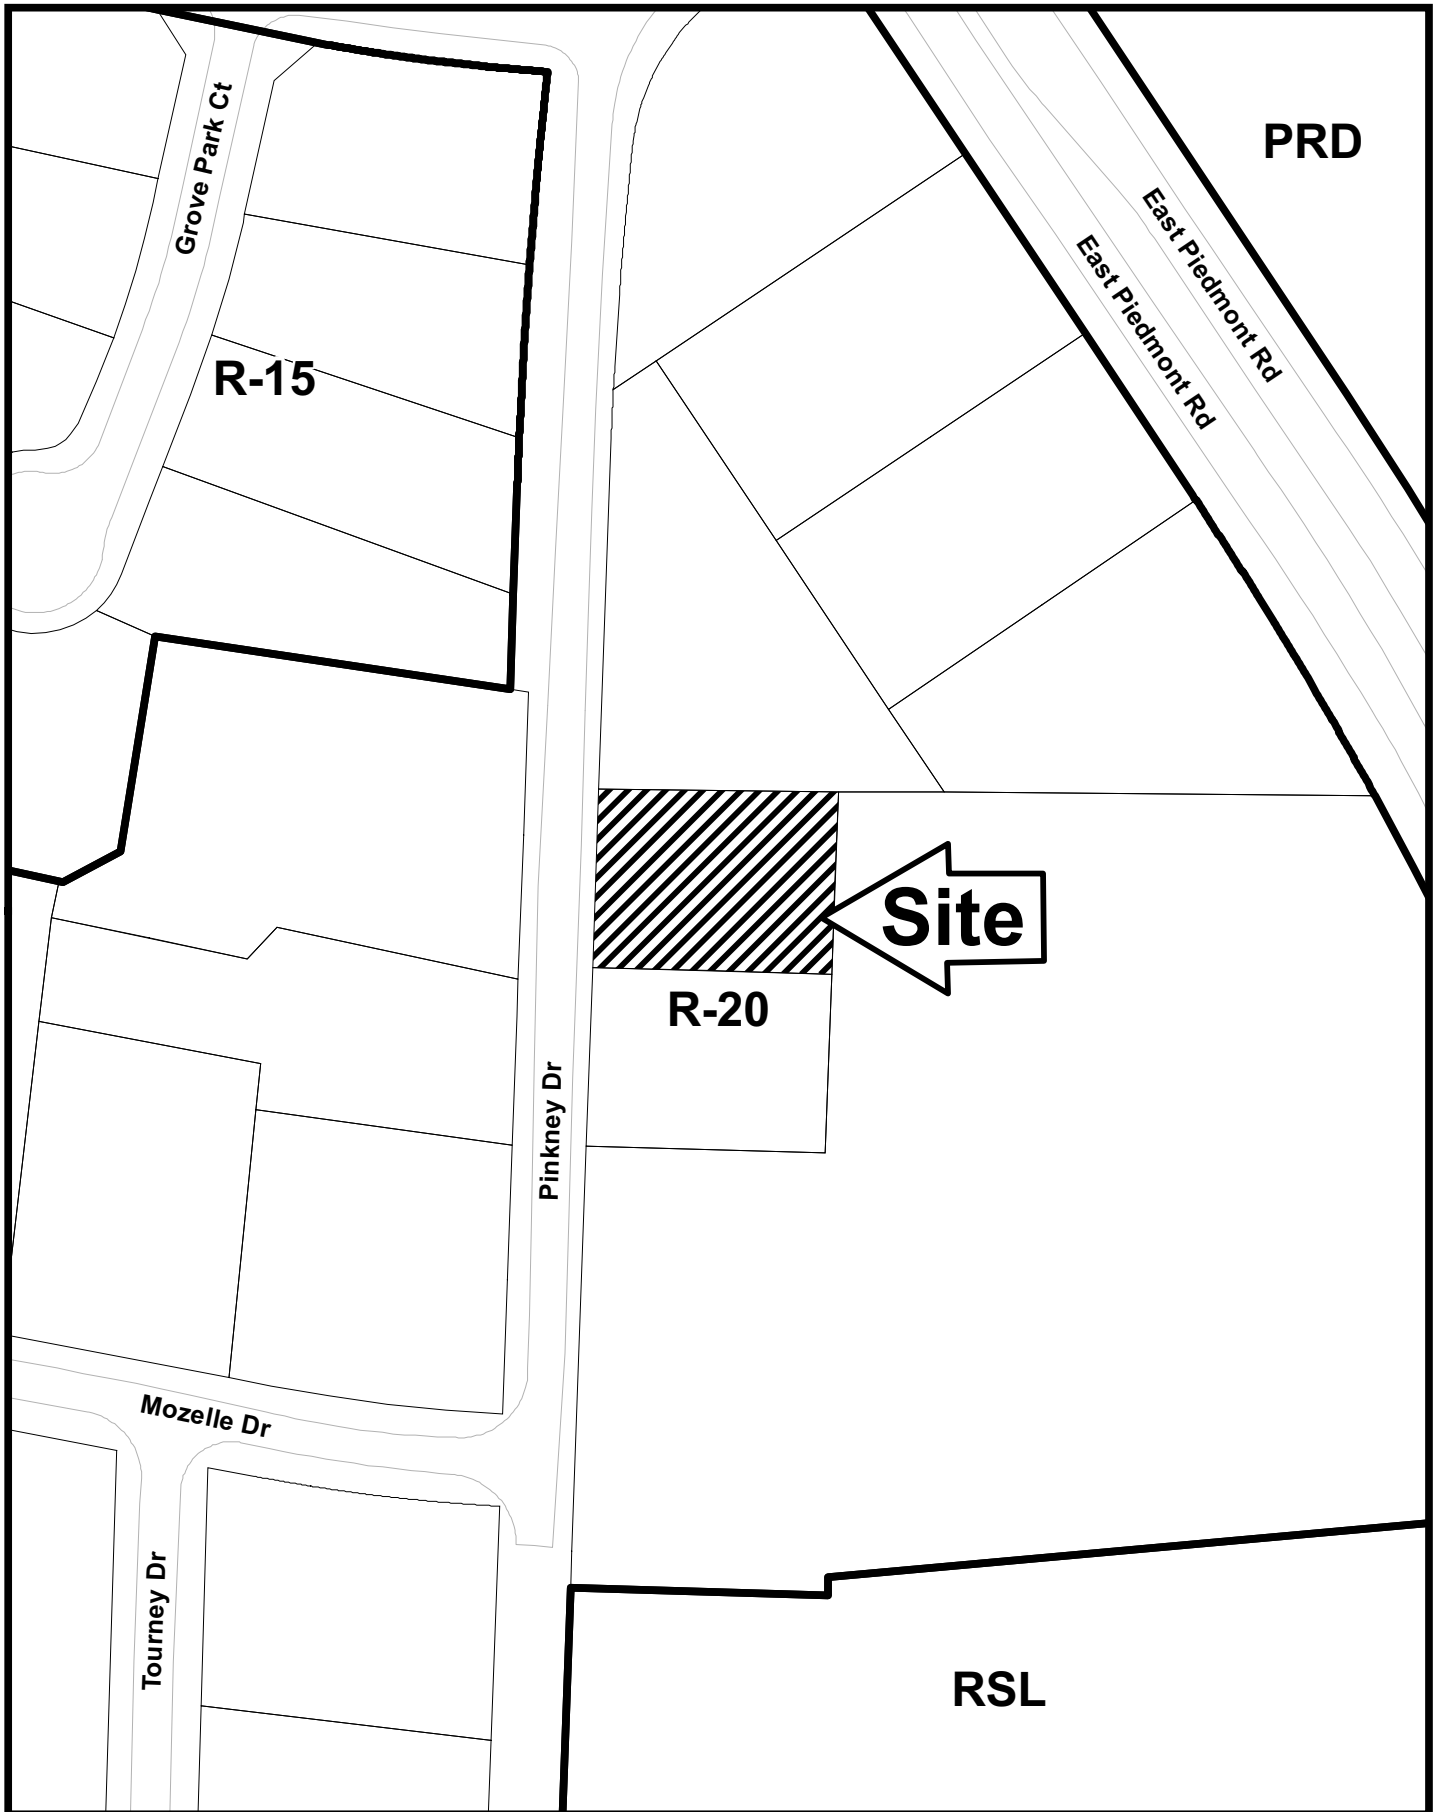 PRD
Grove Park Ct
East Piedmont Rd
East Piedmont Rd
R-15
Site
R-20
Pinkney Dr
Mozelle Dr
Tourney Dr
RSL